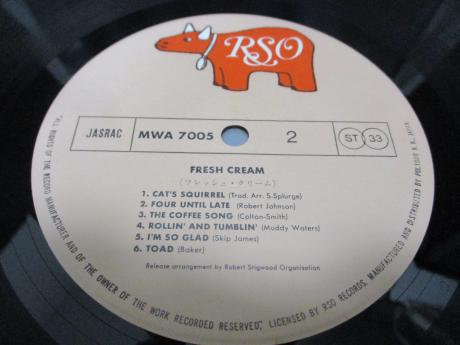 RSO
JASRAC
MWA 7005
2
ST 33
FRESH CREAM
(フレッシュ・クリーム)
1. CAT'S SQUIRREL (Trad. Arr. S.Splurge)
2. FOUR UNTIL LATE (Robert Johnson)
3. THE COFFEE SONG (Colton-Smith)
4. ROLLIN' AND TUMBLIN' (Muddy Waters)
5. I'M SO GLAD (Skip James)
6. TOAD (Baker)
Release arrangement by Robert Stigwood Organisation
"ALL RIGHTS OF THE RECORD MANUFACTURER AND OF THE OWNER OF THE WORK RECORDED RESERVED", LICENSED BY RSO RECORDS, MANUFACTURED AND DISTRIBUTED BY POLYDOR K.K., JAPAN